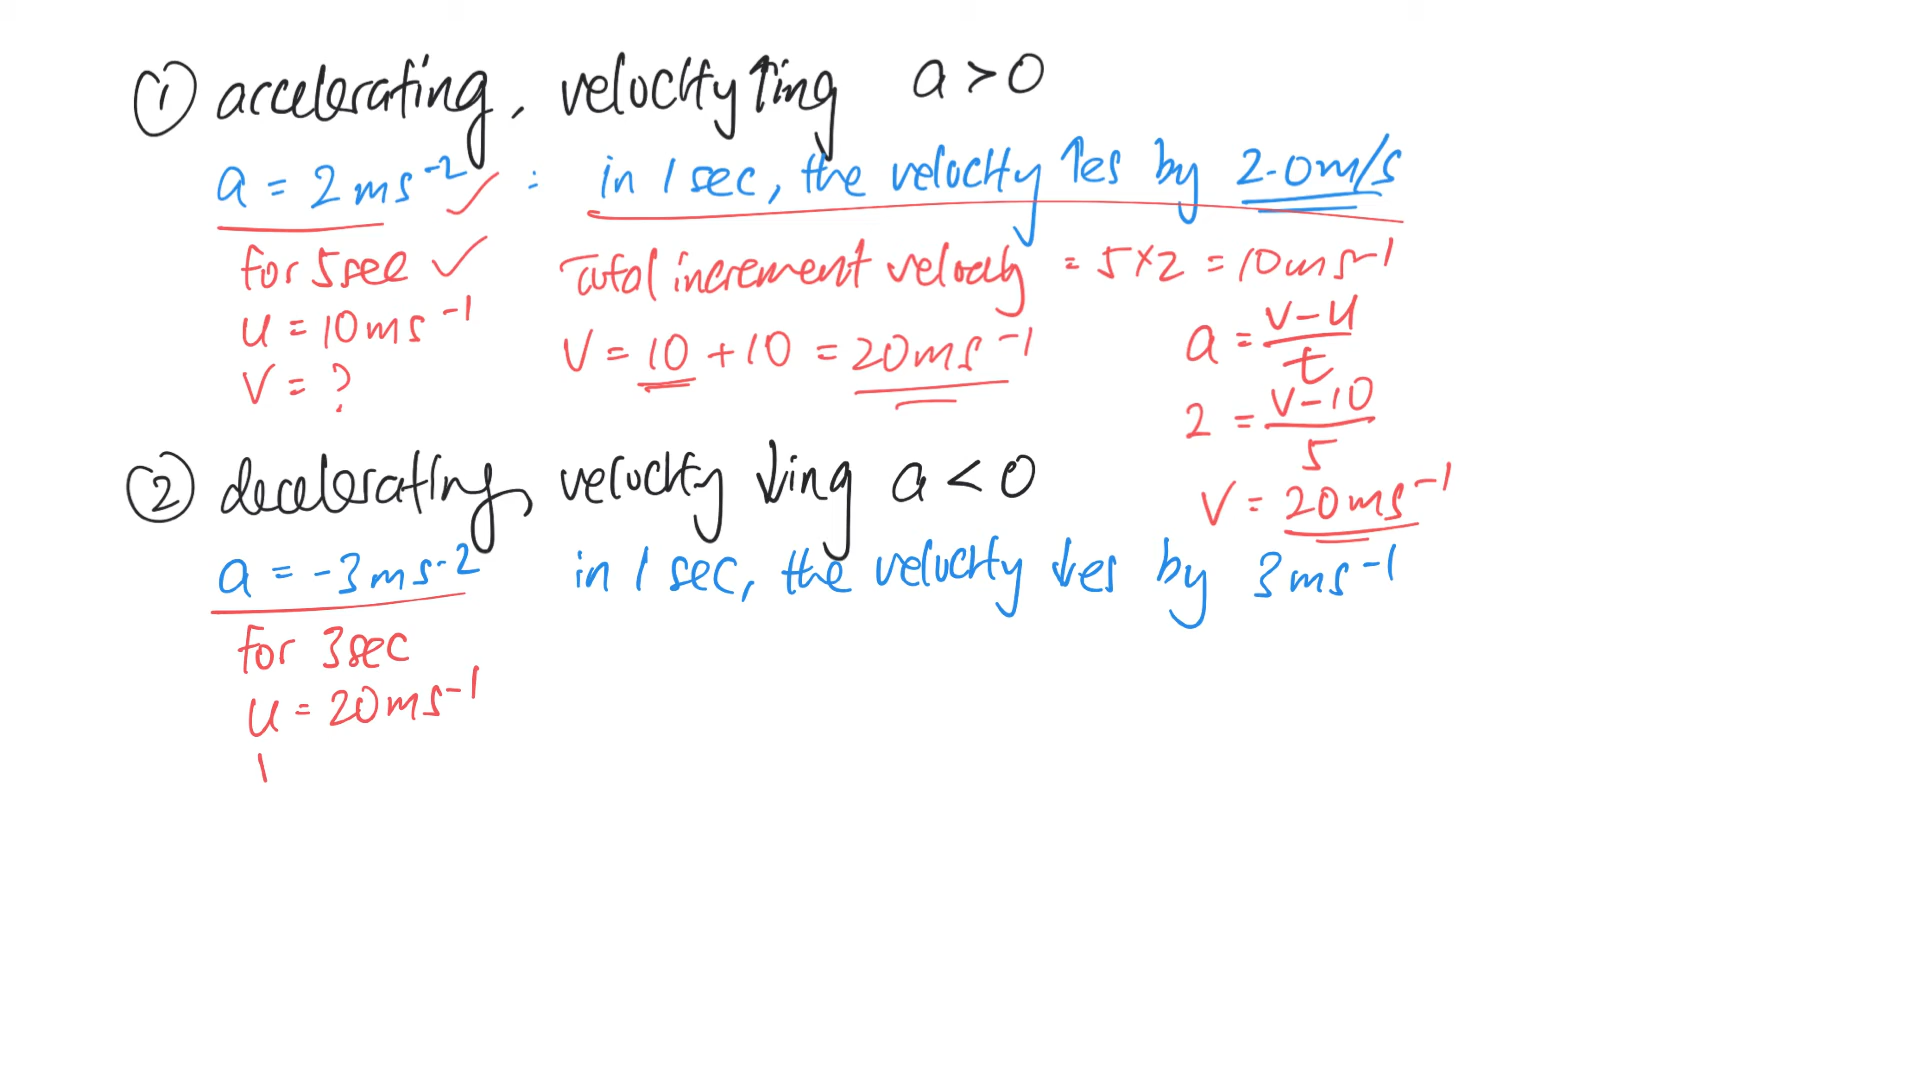 ① accelerating, velocity ↑ing a > 0
a = 2ms⁻² ✓ : in 1 sec, the velocity ↑es by 2.0m/s
for 5sec ✓ Total increment velocity = 5×2 = 10ms⁻¹
u = 10ms⁻¹ a = (v-u)/t
v = ? v = 10 + 10 = 20ms⁻¹
2 = (v-10)/5
② decelerating, velocity ↓ing a < 0
v = 20ms⁻¹
a = -3ms⁻² in 1 sec, the velocity ↓es by 3ms⁻¹
for 3sec
u = 20ms⁻¹